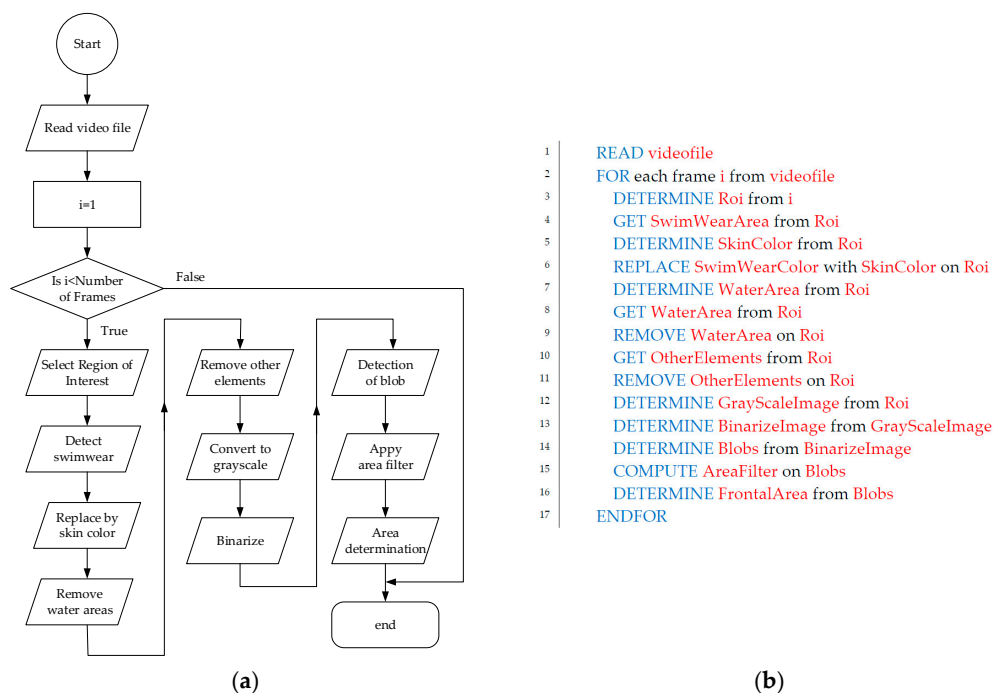 Start
Read video file
i=1
Is i<Number
of Frames
False
True
Select Region of
Interest
Detect
swimwear
Replace by
skin color
Remove
water areas
Remove other
elements
Convert to
grayscale
Binarize
Detection
of blob
Appy
area filter
Area
determination
end
(a)
1 READ videofile
2 FOR each frame i from videofile
3 DETERMINE Roi from i
4 GET SwimWearArea from Roi
5 DETERMINE SkinColor from Roi
6 REPLACE SwimWearColor with SkinColor on Roi
7 DETERMINE WaterArea from Roi
8 GET WaterArea from Roi
9 REMOVE WaterArea on Roi
10 GET OtherElements from Roi
11 REMOVE OtherElements on Roi
12 DETERMINE GrayScaleImage from Roi
13 DETERMINE BinarizeImage from GrayScaleImage
14 DETERMINE Blobs from BinarizeImage
15 COMPUTE AreaFilter on Blobs
16 DETERMINE FrontalArea from Blobs
17 ENDFOR
(b)